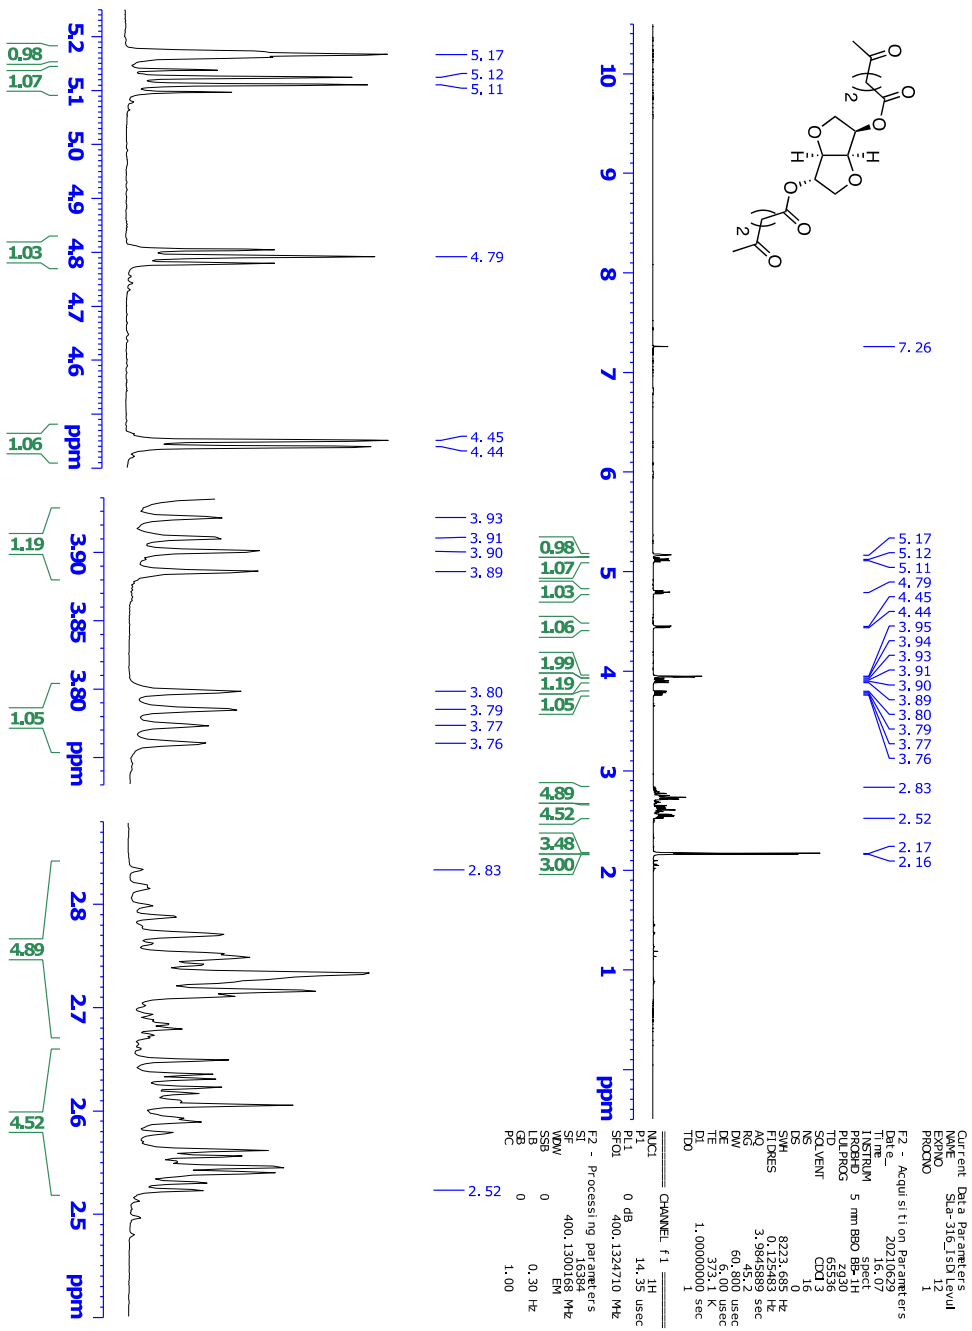 Current Data Parameters
NAME SLa-316_IsDiLevul
EXPNO 12
PROCNO 1
F2 - Acquisition Parameters
Date_ 20210629
Time 16.07
INSTRUM spect
PROBHD 5 mm BBO BB-1H
PULPROG zg30
TD 65536
SOLVENT CDCl3
NS 16
DS 0
SWH 8223.685 Hz
FIDRES 0.125483 Hz
AQ 3.9845889 sec
RG 45.2
DW 60.800 usec
DE 6.00 usec
TE 373.1 K
D1 1.00000000 sec
TD0 1
======== CHANNEL f1 ========
NUC1 1H
P1 14.35 usec
PL1 0 dB
SFO1 400.1324710 MHz
F2 - Processing parameters
SI 16384
SF 400.1300168 MHz
WDW EM
SSB 0
LB 0.30 Hz
GB 0
PC 1.00
O O O H O O H O O O
2 2
7.26
5.17
5.12
5.11
4.79
4.45
4.44
3.95
3.94
3.93
3.91
3.90
3.89
3.80
3.79
3.77
3.76
2.83
2.52
2.17
2.16
10 9 8 7 6 5 4 3 2 1 ppm
0.98
1.07
1.03
1.06
1.99
1.19
1.05
4.89
4.52
3.48
3.00
5.17
5.12
5.11
4.79
4.45
4.44
5.2 5.1 5.0 4.9 4.8 4.7 4.6 ppm
0.98
1.07
1.03
1.06
3.93
3.91
3.90
3.89
3.80
3.79
3.77
3.76
3.90 3.85 3.80 ppm
1.19
1.05
2.83
2.52
2.8 2.7 2.6 2.5 ppm
4.89
4.52